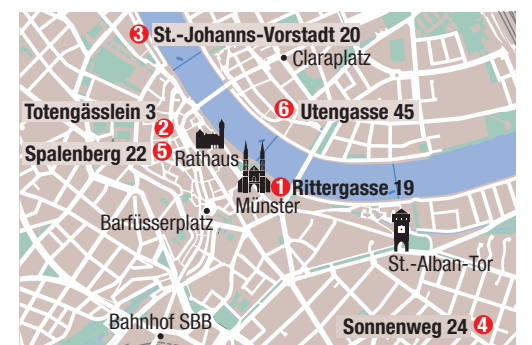 3 St.-Johanns-Vorstadt 20
Claraplatz
Totengässlein 3
2
6 Utengasse 45
Spalenberg 22 5
Rathaus
1 Rittergasse 19
Münster
Barfüsserplatz
St.-Alban-Tor
Bahnhof SBB
Sonnenweg 24 4